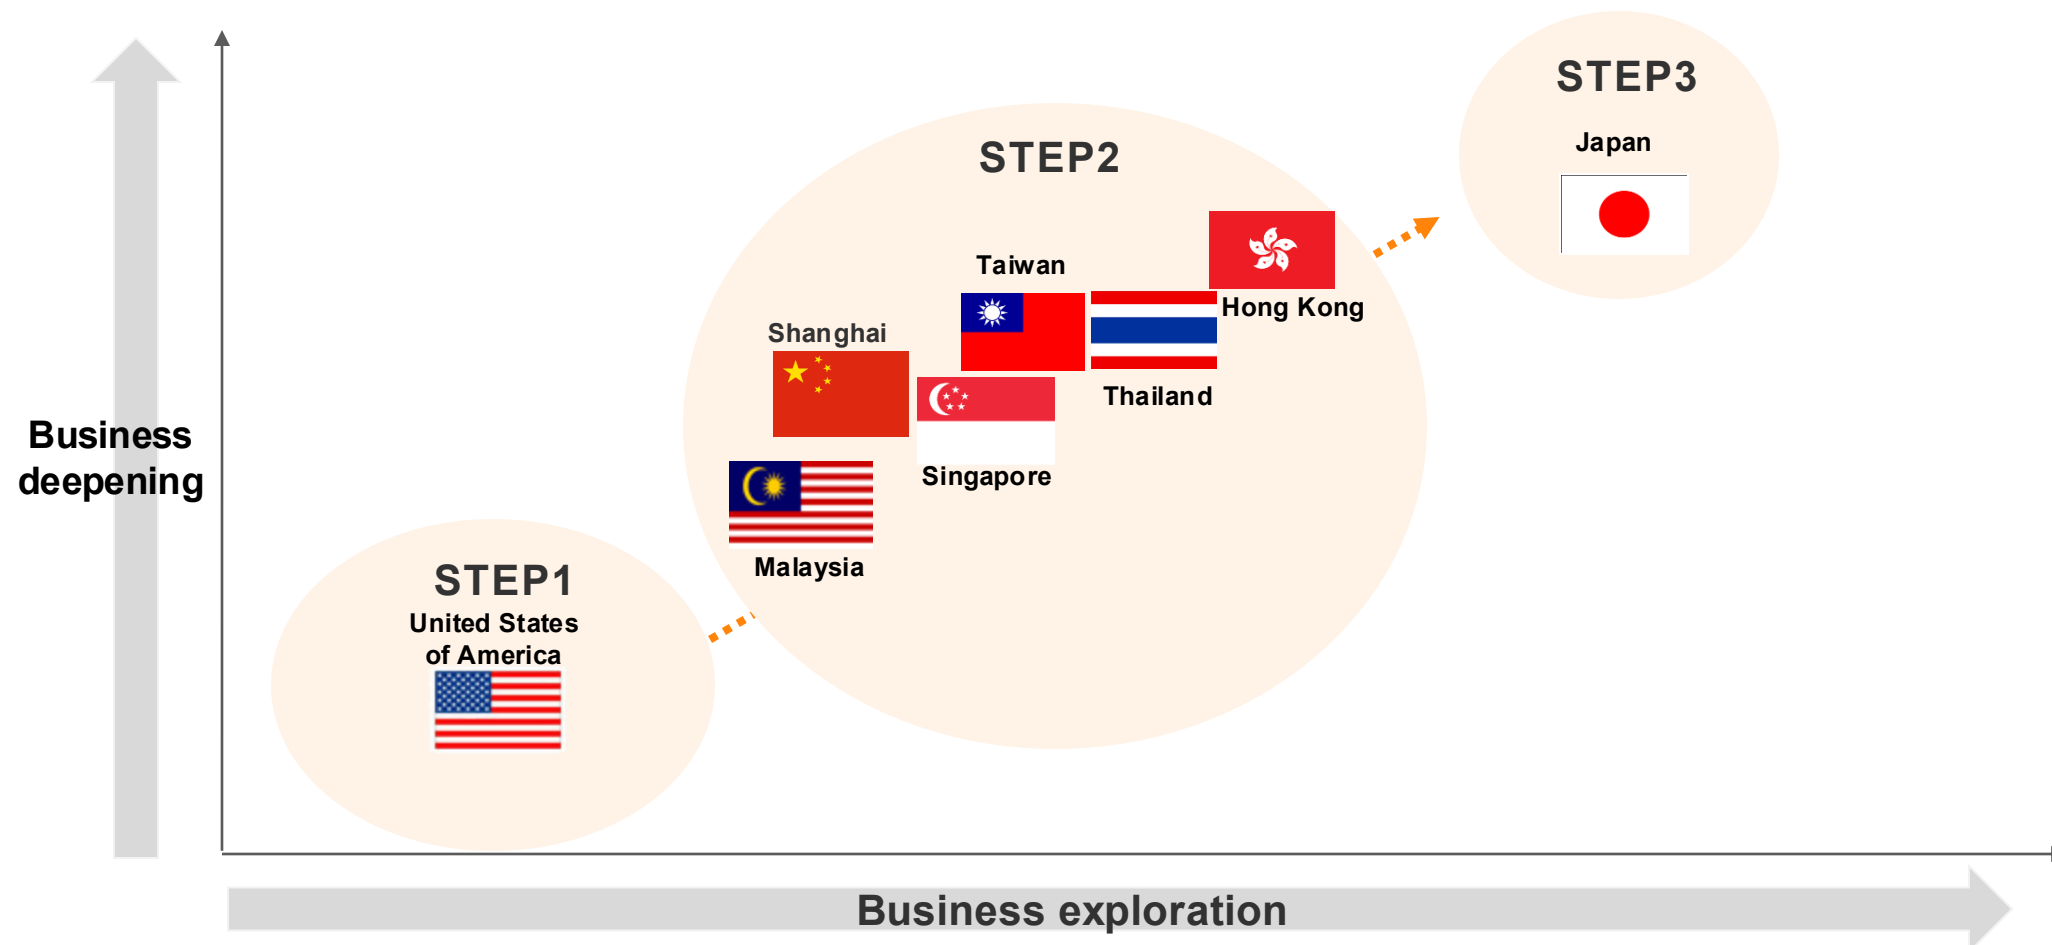 STEP3
Japan
STEP2
Taiwan
Hong Kong
Shanghai
Thailand
Business
deepening
Singapore
Malaysia
STEP1
United States
of America
Business exploration